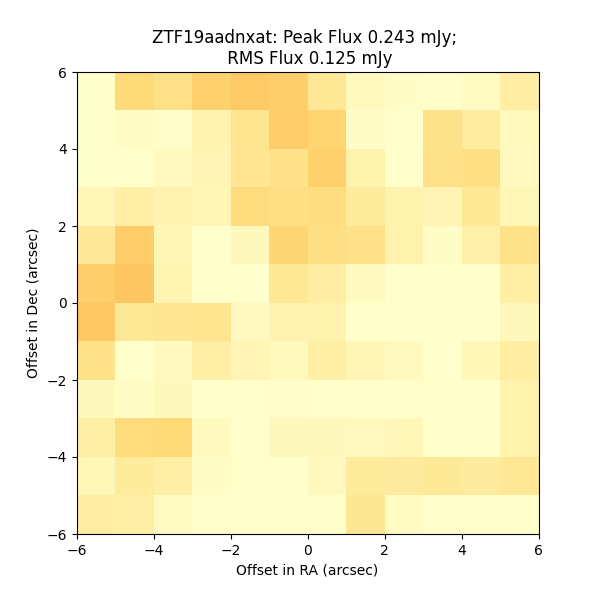 ZTF19aadnxat: Peak Flux 0.243 mJy;
RMS Flux 0.125 mJy
6
4
2
0
−2
−4
−6
Offset in Dec (arcsec)
−6 −4 −2 0 2 4 6
Offset in RA (arcsec)